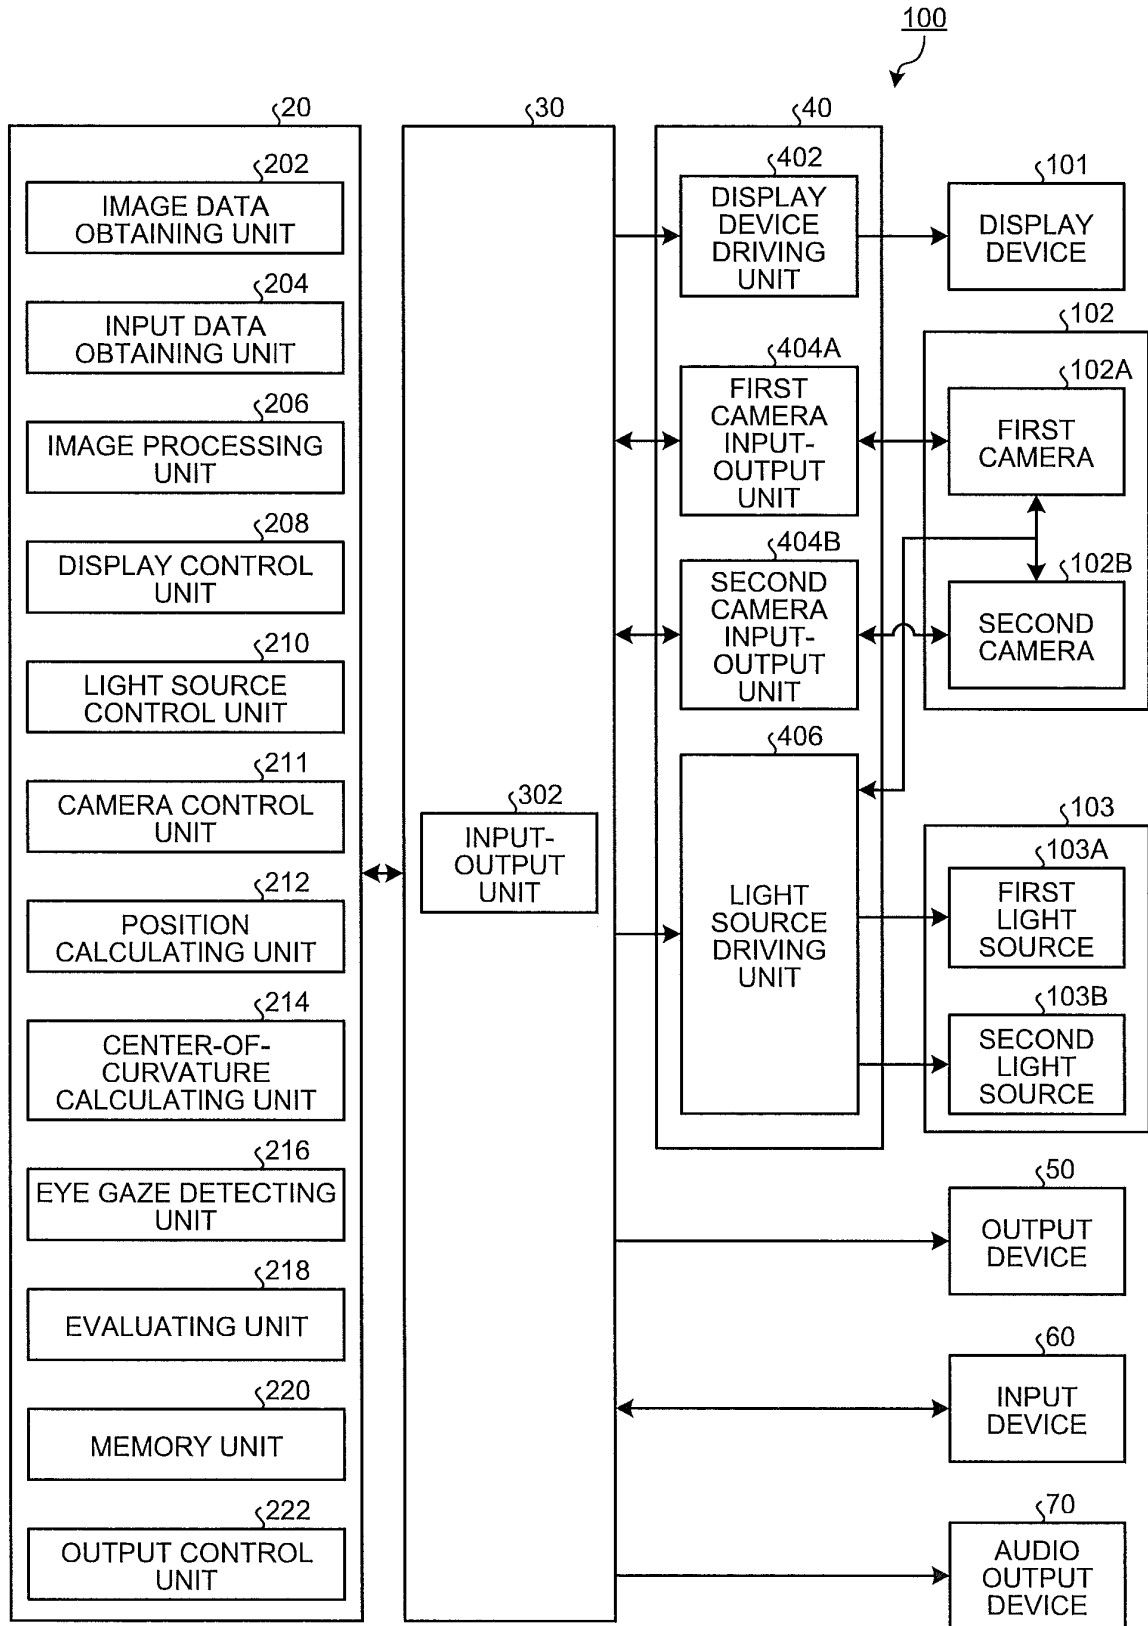 100
20
202
IMAGE DATA
OBTAINING UNIT
204
INPUT DATA
OBTAINING UNIT
206
IMAGE PROCESSING
UNIT
208
DISPLAY CONTROL
UNIT
210
LIGHT SOURCE
CONTROL UNIT
211
CAMERA CONTROL
UNIT
212
POSITION
CALCULATING UNIT
214
CENTER-OF-
CURVATURE
CALCULATING UNIT
216
EYE GAZE DETECTING
UNIT
218
EVALUATING UNIT
220
MEMORY UNIT
222
OUTPUT CONTROL
UNIT
30
302
INPUT-
OUTPUT
UNIT
40
402
DISPLAY
DEVICE
DRIVING
UNIT
404A
FIRST
CAMERA
INPUT-
OUTPUT
UNIT
404B
SECOND
CAMERA
INPUT-
OUTPUT
UNIT
406
LIGHT
SOURCE
DRIVING
UNIT
101
DISPLAY
DEVICE
102
102A
FIRST
CAMERA
102B
SECOND
CAMERA
103
103A
FIRST
LIGHT
SOURCE
103B
SECOND
LIGHT
SOURCE
50
OUTPUT
DEVICE
60
INPUT
DEVICE
70
AUDIO
OUTPUT
DEVICE